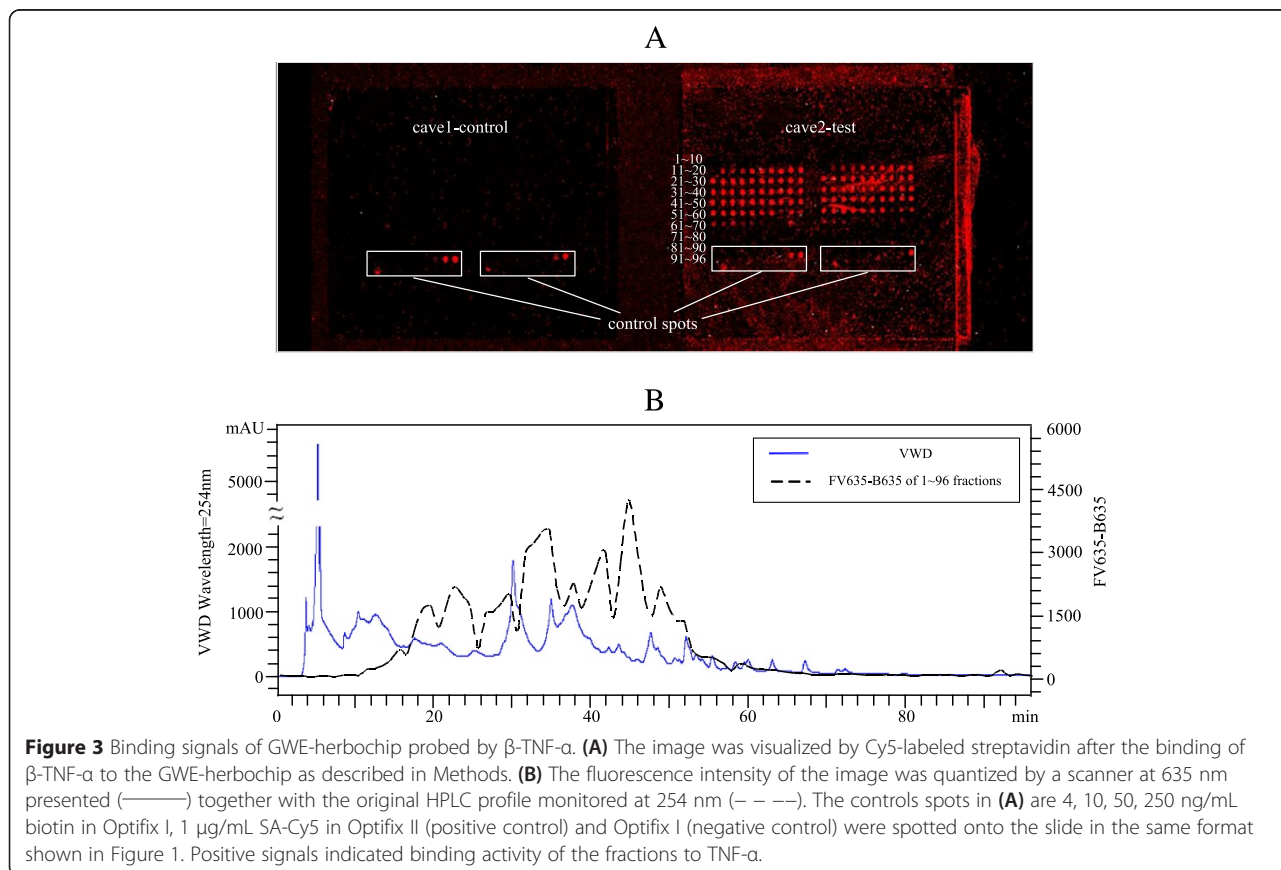 A
cave1-control
cave2-test
1~10
11~20
21~30
31~40
41~50
51~60
61~70
71~80
81~90
91~96
control spots
B
mAU
5000
≈
2000
1000
0
VWD Wavelength=254nm
VWD
FV635-B635 of 1~96 fractions
6000
4500
3000
1500
0
FV635-B635
0 20 40 60 80 min
Figure 3 Binding signals of GWE-herbochip probed by β-TNF-α. (A) The image was visualized by Cy5-labeled streptavidin after the binding of
β-TNF-α to the GWE-herbochip as described in Methods. (B) The fluorescence intensity of the image was quantized by a scanner at 635 nm
presented (———) together with the original HPLC profile monitored at 254 nm (– – ––). The controls spots in (A) are 4, 10, 50, 250 ng/mL
biotin in Optifix I, 1 μg/mL SA-Cy5 in Optifix II (positive control) and Optifix I (negative control) were spotted onto the slide in the same format
shown in Figure 1. Positive signals indicated binding activity of the fractions to TNF-α.